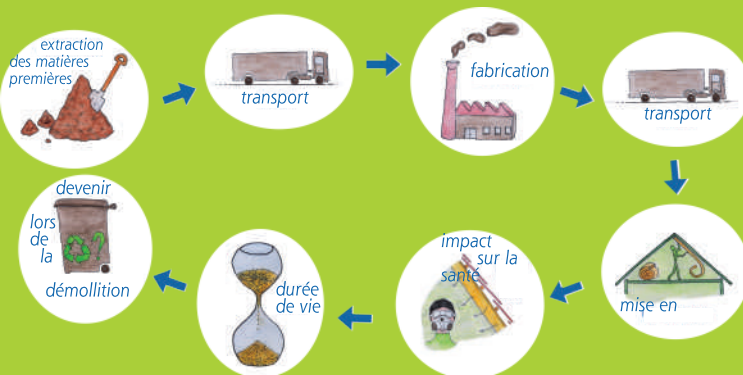 extraction
des matières
premières
transport
fabrication
transport
mise en
impact
sur la
santé
durée
de vie
devenir
lors
de
la
démollition